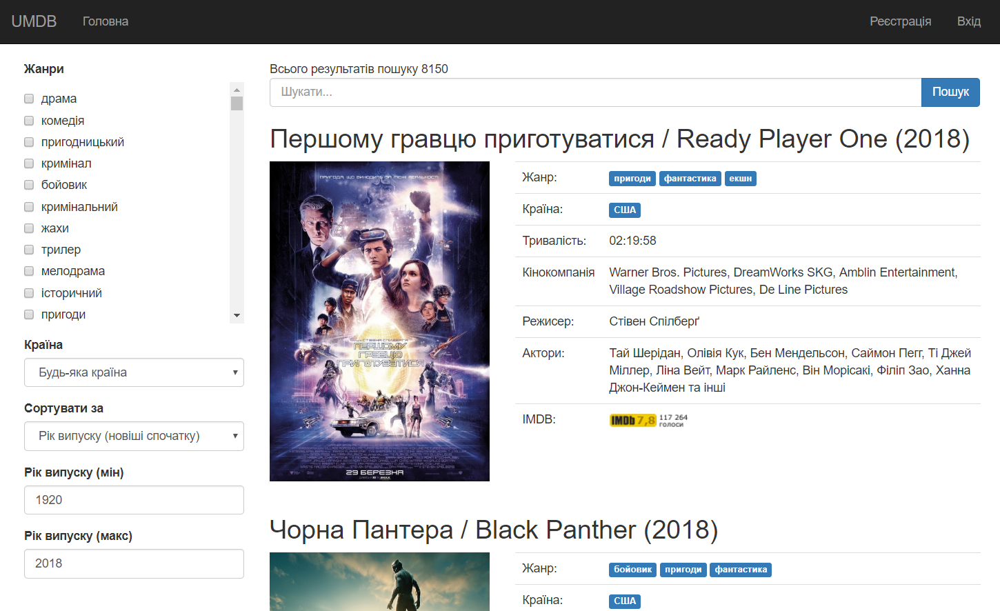 UMDB Головна Реєстрація Вхід
Жанри
драма
комедія
пригодницький
кримінал
бойовик
кримінальний
жахи
трилер
мелодрама
історичний
пригоди
Країна
Будь-яка країна
Сортувати за
Рік випуску (новіші спочатку)
Рік випуску (мін)
1920
Рік випуску (макс)
2018
Всього результатів пошуку 8150
Шукати... Пошук
Першому гравцю приготуватися / Ready Player One (2018)
ПРИГОДА, ЩО ВИХОДИТЬ ЗА МЕЖІ РЕАЛЬНОСТІ
ПЕРШОМУ
ГРАВЦЮ
ПРИГОТУВАТИСЯ
29 БЕРЕЗНЯ
Жанр: пригоди фантастика екшн
Країна: США
Тривалість: 02:19:58
Кінокомпанія Warner Bros. Pictures, DreamWorks SKG, Amblin Entertainment,
Village Roadshow Pictures, De Line Pictures
Режисер: Стівен Спілберґ
Актори: Тай Шерідан, Олівія Кук, Бен Мендельсон, Саймон Пегг, Ті Джей
Міллер, Ліна Вейт, Марк Райленс, Він Морісакі, Філіп Зао, Ханна
Джон-Кеймен та інші
IMDB: IMDb 7,8 117 264
голоси
Чорна Пантера / Black Panther (2018)
Жанр: бойовик пригоди фантастика
Країна: США